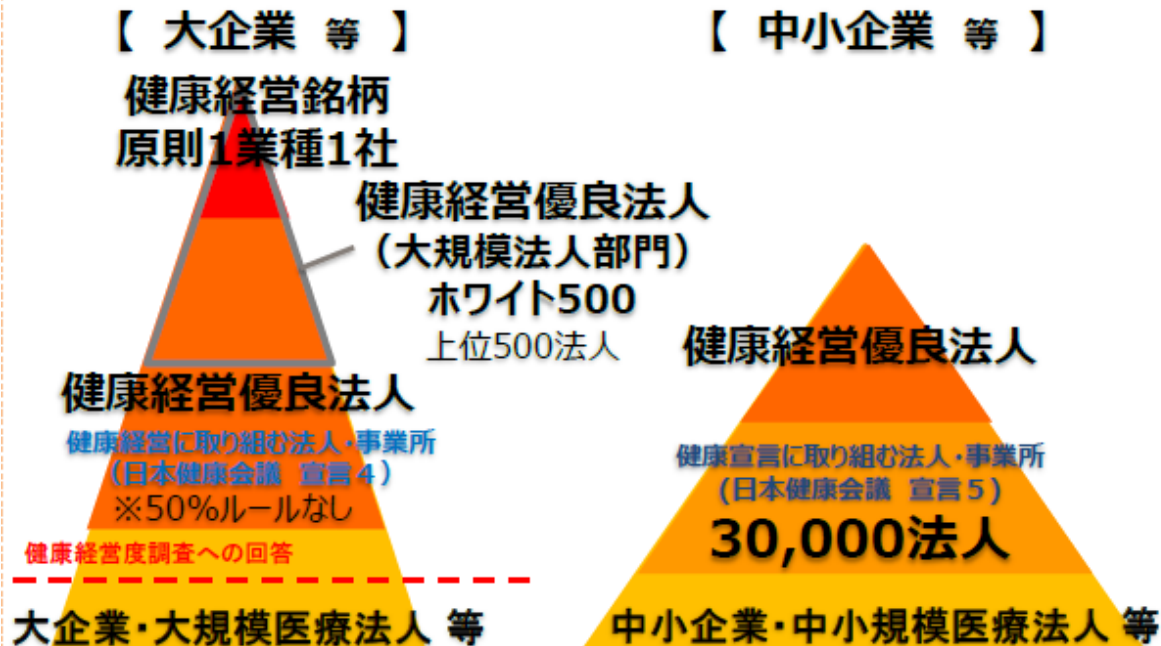 【 大企業 等 】
健康経営銘柄
原則1業種1社
健康経営優良法人
（大規模法人部門）
ホワイト500
上位500法人
健康経営優良法人
健康経営に取り組む法人・事業所
（日本健康会議 宣言４）
※50%ルールなし
健康経営度調査への回答
大企業・大規模医療法人 等
【 中小企業 等 】
健康経営優良法人
健康宣言に取り組む法人・事業所
(日本健康会議 宣言５)
30,000法人
中小企業・中小規模医療法人 等